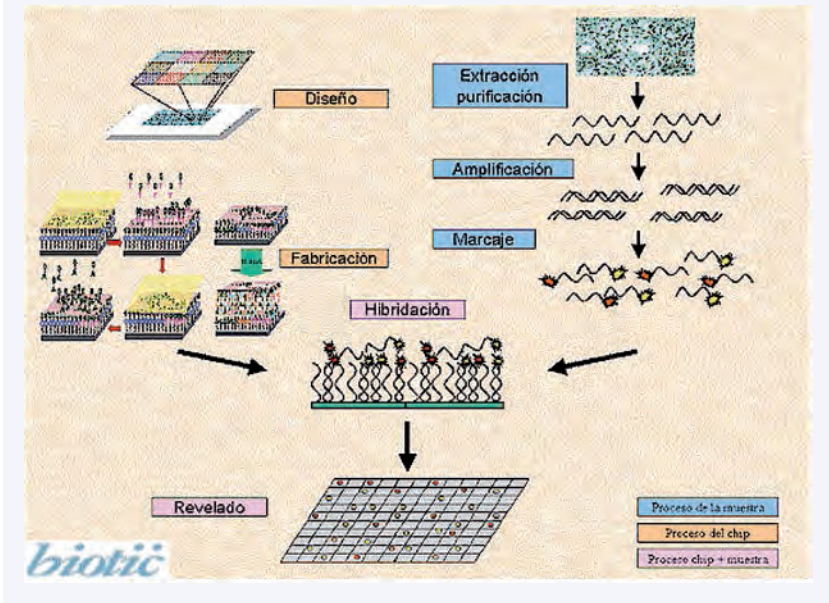 Diseño
Extracción
purificación
Amplificación
Marcaje
Fabricación
Hibridación
Revelado
Proceso de la muestra
Proceso del chip
Proceso chip + muestra
biotic